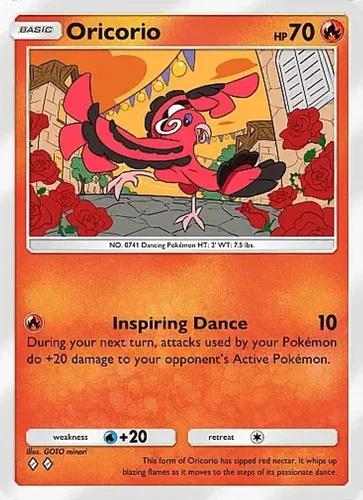 BASIC Oricorio HP 70
NO. 0741 Dancing Pokémon HT: 2' WT: 7.5 lbs.
Inspiring Dance 10
During your next turn, attacks used by your Pokémon
do +20 damage to your opponent's Active Pokémon.
weakness +20 retreat
Illus. GOTO minori
This form of Oricorio has sipped red nectar. It whips up
blazing flames as it moves to the steps of its passionate dance.